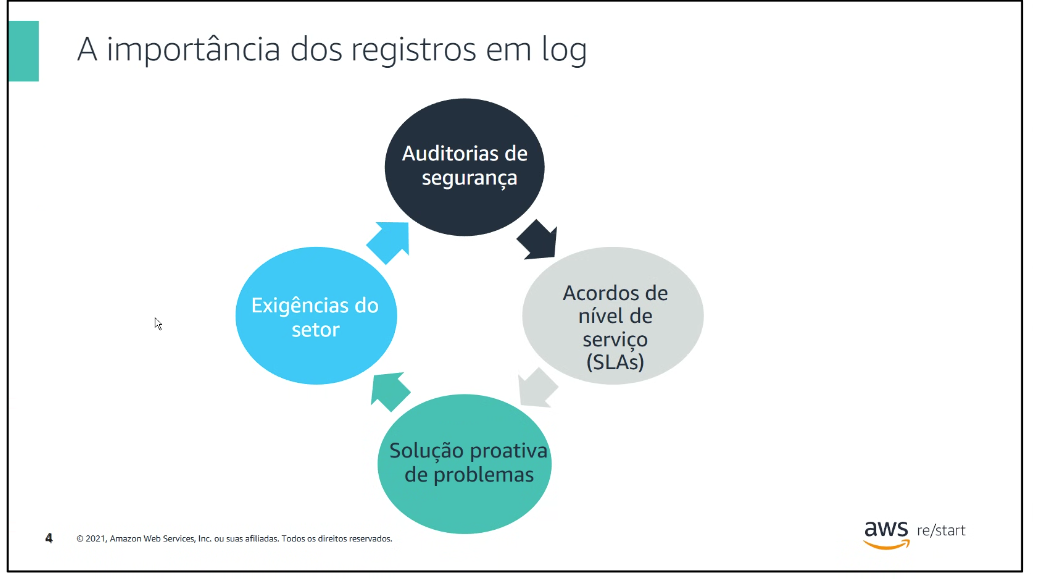 A importância dos registros em log
Auditorias de
segurança
Exigências do
setor
Acordos de
nível de
serviço
(SLAs)
Solução proativa
de problemas
4
© 2021, Amazon Web Services, Inc. ou suas afiliadas. Todos os direitos reservados.
aws re/start